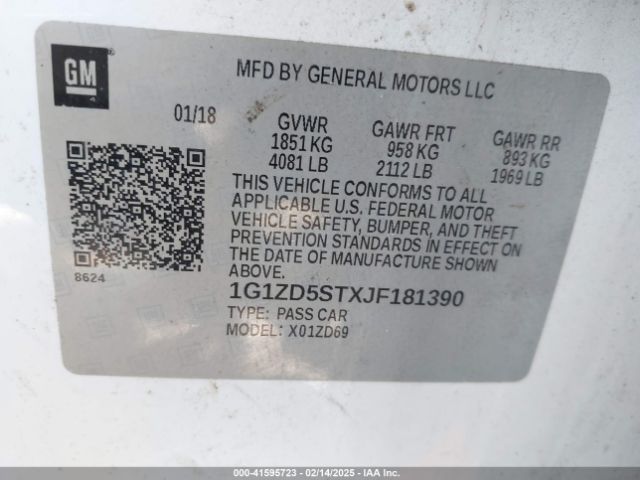 GM
MFD BY GENERAL MOTORS LLC
01/18
GVWR
1851 KG
4081 LB
GAWR FRT
958 KG
2112 LB
GAWR RR
893 KG
1969 LB
THIS VEHICLE CONFORMS TO ALL
APPLICABLE U.S. FEDERAL MOTOR
VEHICLE SAFETY, BUMPER, AND THEFT
PREVENTION STANDARDS IN EFFECT ON
THE DATE OF MANUFACTURE SHOWN
ABOVE.
8624
1G1ZD5STXJF181390
TYPE: PASS CAR
MODEL: X01ZD69
0-41595723 - 02/14/2025 - IAA Inc.